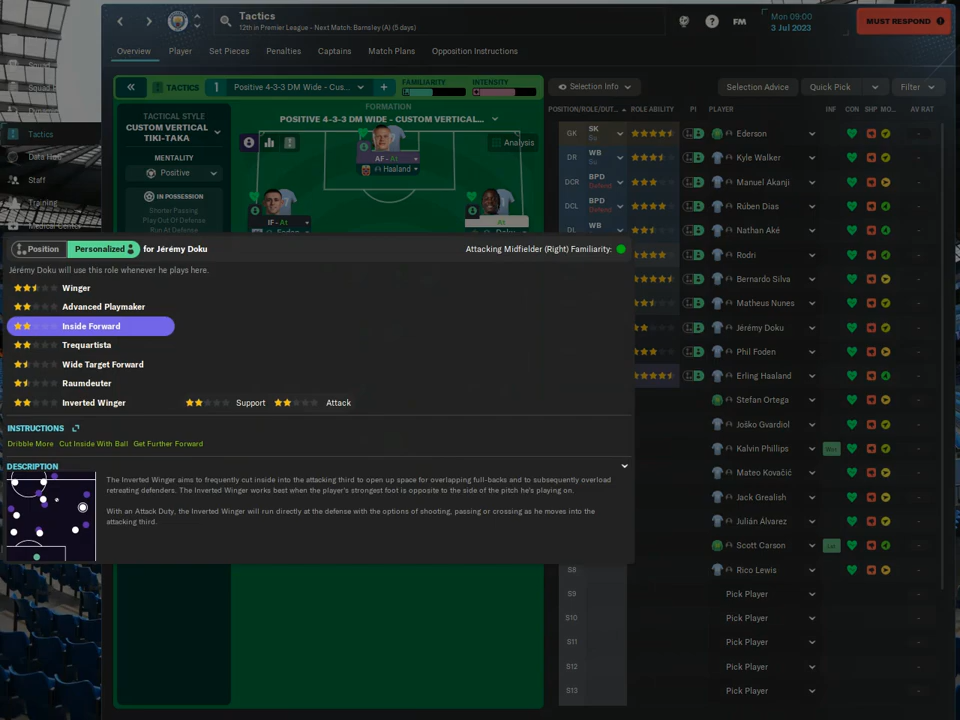 Tactics
12th in Premier League - Next Match: Barnsley (A) (5 days)
FM
Mon 09:00
3 Jul 2023
MUST RESPOND
Overview
Player
Set Pieces
Penalties
Captains
Match Plans
Opposition Instructions
Tactics
Data Hub
Staff
Training
Medical Center
TACTICS
1
Positive 4-3-3 DM Wide - Cus...
FAMILIARITY
INTENSITY
TACTICAL STYLE
CUSTOM VERTICAL
TIKI-TAKA
MENTALITY
Positive
IN POSSESSION
Shorter Passing
Play Out Of Defense
FORMATION
POSITIVE 4-3-3 DM WIDE - CUSTOM VERTICAL...
Analysis
AF - At
Haaland
IF - At
At
Selection Info
Selection Advice
Quick Pick
Filter
POSITION/ROLE/DUT...
ROLE ABILITY
PI
PLAYER
INF
CON
SHP
MO...
AV RAT
GK
SK
Su
Ederson
-
DR
WB
Su
Kyle Walker
-
DCR
BPD
Defend
Manuel Akanji
-
DCL
BPD
Defend
Rúben Dias
-
DL
WB
Nathan Aké
-
Rodri
-
Bernardo Silva
-
Matheus Nunes
-
Jérémy Doku
-
Phil Foden
-
Erling Haaland
-
Stefan Ortega
-
Joško Gvardiol
-
Kalvin Phillips
Wnt
-
Mateo Kovačić
-
Jack Grealish
-
Julián Álvarez
-
Scott Carson
-
S8
Rico Lewis
-
S9
Pick Player
-
S10
Pick Player
-
S11
Pick Player
-
S12
Pick Player
-
S13
Pick Player
-
Position
Personalized
for Jérémy Doku
Attacking Midfielder (Right) Familiarity:
Jérémy Doku will use this role whenever he plays here.
Winger
Advanced Playmaker
Inside Forward
Trequartista
Wide Target Forward
Raumdeuter
Inverted Winger
Support
Attack
INSTRUCTIONS
Dribble More Cut Inside With Ball Get Further Forward
DESCRIPTION
The Inverted Winger aims to frequently cut inside into the attacking third to open up space for overlapping full-backs and to subsequently overload
retreating defenders. The Inverted Winger works best when the player's strongest foot is opposite to the side of the pitch he's playing on.
With an Attack Duty, the Inverted Winger will run directly at the defense with the options of shooting, passing or crossing as he moves into the
attacking third.